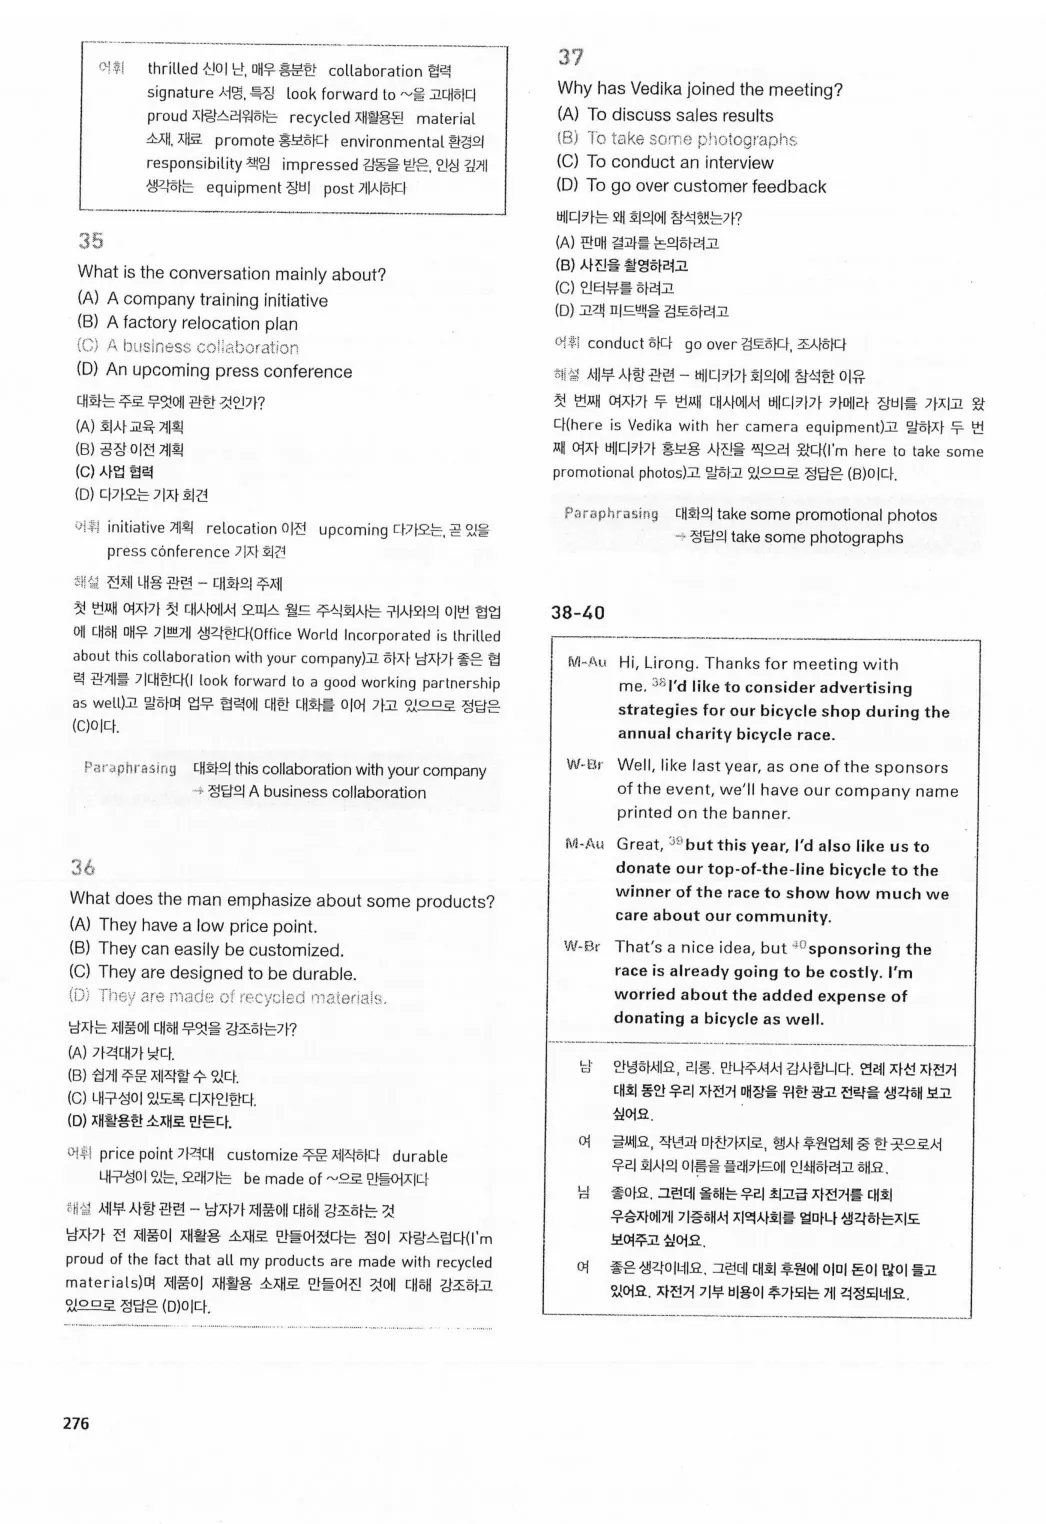 어휘 thrilled 신이 난, 매우 흥분한 collaboration 협력
signature 서명, 특징 look forward to ~을 고대하다
proud 자랑스러워하는 recycled 재활용된 material
소재, 재료 promote 홍보하다 environmental 환경의
responsibility 책임 impressed 감동을 받은, 인상 깊게
생각하는 equipment 장비 post 게시하다
35
What is the conversation mainly about?
(A) A company training initiative
(B) A factory relocation plan
(C) A business collaboration
(D) An upcoming press conference
대화는 주로 무엇에 관한 것인가?
(A) 회사 교육 계획
(B) 공장 이전 계획
(C) 사업 협력
(D) 다가오는 기자 회견
어휘 initiative 계획 relocation 이전 upcoming 다가오는, 곧 있을
press conference 기자 회견
해설 전체 내용 관련 – 대화의 주제
첫 번째 여자가 첫 대사에서 오피스 월드 주식회사는 귀사와의 이번 협업
에 대해 매우 기쁘게 생각한다(Office World Incorporated is thrilled
about this collaboration with your company)고 하자 남자가 좋은 협
력 관계를 기대한다(I look forward to a good working partnership
as well)고 말하며 업무 협력에 대한 대화를 이어 가고 있으므로 정답은
(C)이다.
Paraphrasing 대화의 this collaboration with your company
→ 정답의 A business collaboration
36
What does the man emphasize about some products?
(A) They have a low price point.
(B) They can easily be customized.
(C) They are designed to be durable.
(D) They are made of recycled materials.
남자는 제품에 대해 무엇을 강조하는가?
(A) 가격대가 낮다.
(B) 쉽게 주문 제작할 수 있다.
(C) 내구성이 있도록 디자인한다.
(D) 재활용한 소재로 만든다.
어휘 price point 가격대 customize 주문 제작하다 durable
내구성이 있는, 오래가는 be made of ~으로 만들어지다
해설 세부 사항 관련 – 남자가 제품에 대해 강조하는 것
남자가 전 제품이 재활용 소재로 만들어졌다는 점이 자랑스럽다(I'm
proud of the fact that all my products are made with recycled
materials)며 제품이 재활용 소재로 만들어진 것에 대해 강조하고
있으므로 정답은 (D)이다.
276
37
Why has Vedika joined the meeting?
(A) To discuss sales results
(B) To take some photographs
(C) To conduct an interview
(D) To go over customer feedback
베디카는 왜 회의에 참석했는가?
(A) 판매 결과를 논의하려고
(B) 사진을 촬영하려고
(C) 인터뷰를 하려고
(D) 고객 피드백을 검토하려고
어휘 conduct 하다 go over 검토하다, 조사하다
해설 세부 사항 관련 – 베디카가 회의에 참석한 이유
첫 번째 여자가 두 번째 대사에서 베디카가 카메라 장비를 가지고 왔
다(here is Vedika with her camera equipment)고 말하자 두 번
째 여자 베디카가 홍보용 사진을 찍으러 왔다(I'm here to take some
promotional photos)고 말하고 있으므로 정답은 (B)이다.
Paraphrasing 대화의 take some promotional photos
→ 정답의 take some photographs
38-40
M-Au Hi, Lirong. Thanks for meeting with
me. 38I'd like to consider advertising
strategies for our bicycle shop during the
annual charity bicycle race.
W-Br Well, like last year, as one of the sponsors
of the event, we'll have our company name
printed on the banner.
M-Au Great, 39but this year, I'd also like us to
donate our top-of-the-line bicycle to the
winner of the race to show how much we
care about our community.
W-Br That's a nice idea, but 40sponsoring the
race is already going to be costly. I'm
worried about the added expense of
donating a bicycle as well.
남 안녕하세요, 리롱. 만나주셔서 감사합니다. 연례 자선 자전거
대회 동안 우리 자전거 매장을 위한 광고 전략을 생각해 보고
싶어요.
여 글쎄요, 작년과 마찬가지로, 행사 후원업체 중 한 곳으로서
우리 회사의 이름을 플래카드에 인쇄하려고 해요.
남 좋아요. 그런데 올해는 우리 최고급 자전거를 대회
우승자에게 기증해서 지역사회를 얼마나 생각하는지도
보여주고 싶어요.
여 좋은 생각이네요. 그런데 대회 후원에 이미 돈이 많이 들고
있어요. 자전거 기부 비용이 추가되는 게 걱정되네요.